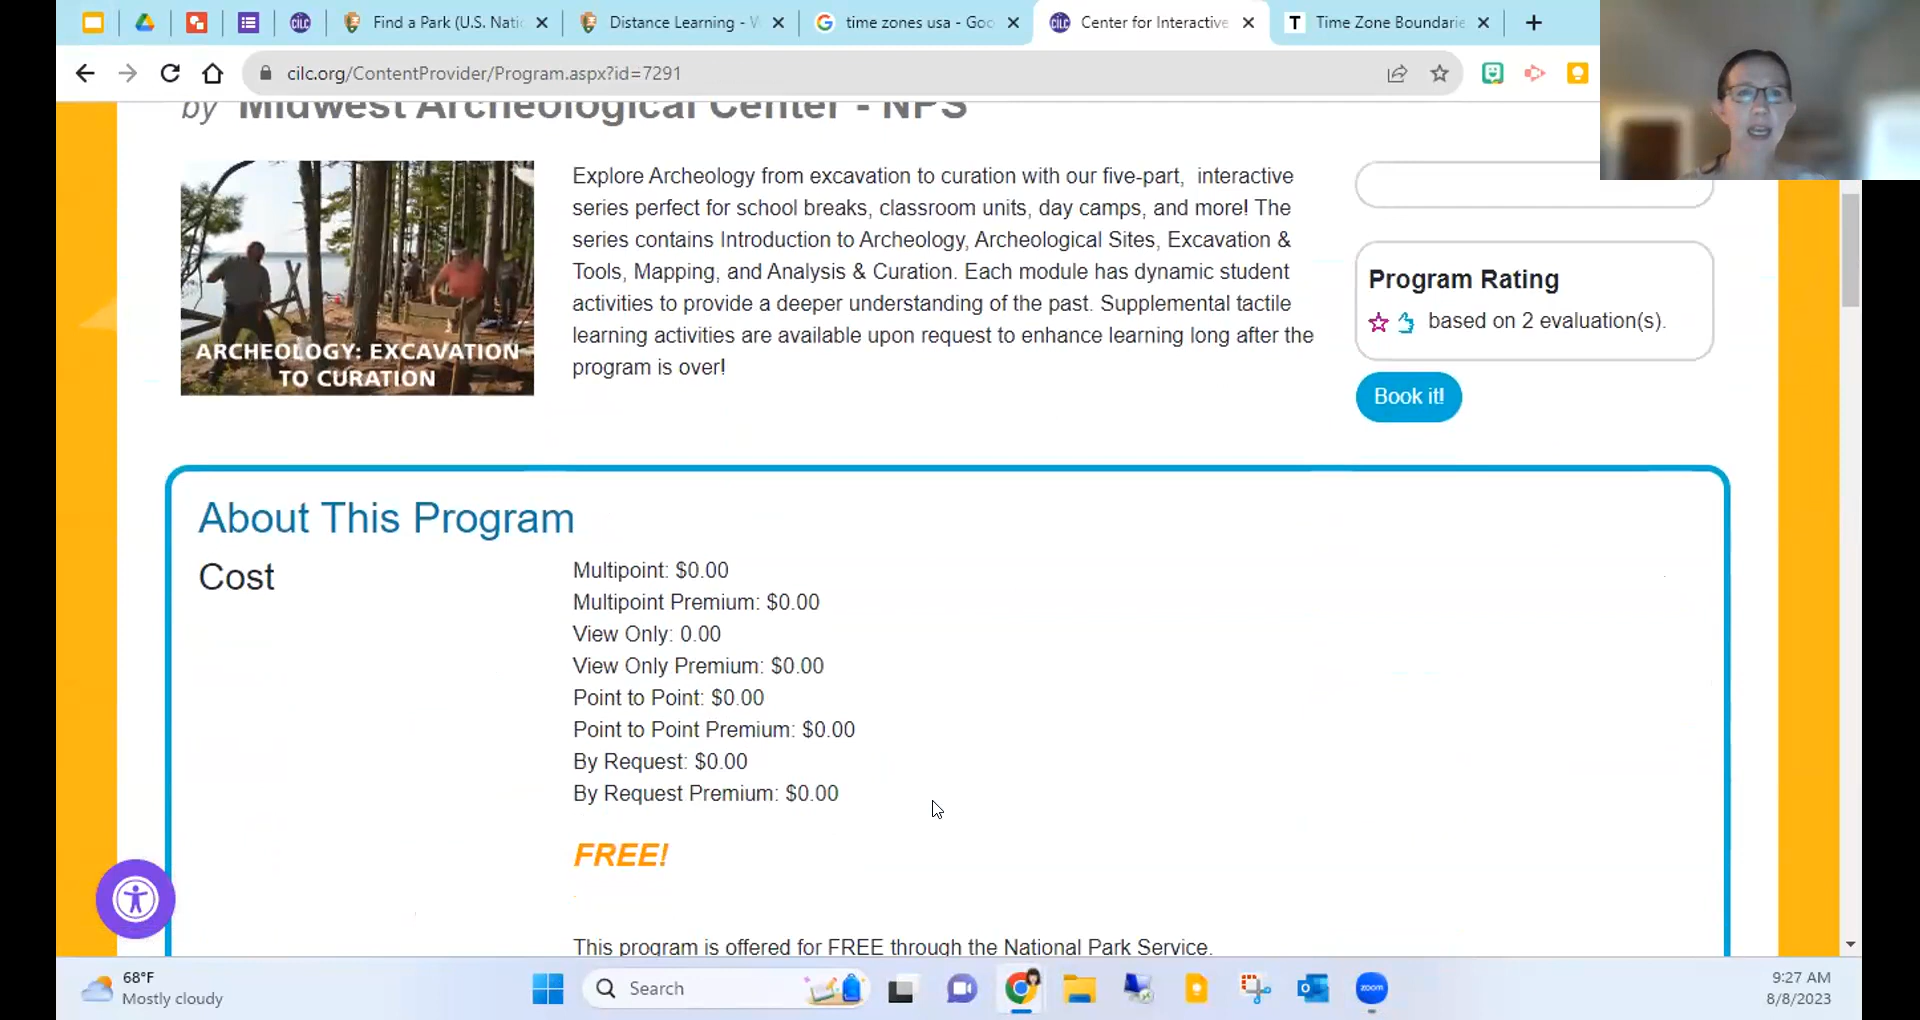 Find a Park (U.S. Natio
Distance Learning - W
time zones usa - Goo
Center for Interactive
Time Zone Boundarie
cilc.org/ContentProvider/Program.aspx?id=7291
by Midwest Archeological Center - NPS
Explore Archeology from excavation to curation with our five-part, interactive
series perfect for school breaks, classroom units, day camps, and more! The
series contains Introduction to Archeology, Archeological Sites, Excavation &
Tools, Mapping, and Analysis & Curation. Each module has dynamic student
activities to provide a deeper understanding of the past. Supplemental tactile
learning activities are available upon request to enhance learning long after the
program is over!
ARCHEOLOGY: EXCAVATION
TO CURATION
Program Rating
based on 2 evaluation(s).
Book it!
About This Program
Cost
Multipoint: $0.00
Multipoint Premium: $0.00
View Only: 0.00
View Only Premium: $0.00
Point to Point: $0.00
Point to Point Premium: $0.00
By Request: $0.00
By Request Premium: $0.00
FREE!
This program is offered for FREE through the National Park Service.
68°F
Mostly cloudy
Search
zoom
9:27 AM
8/8/2023